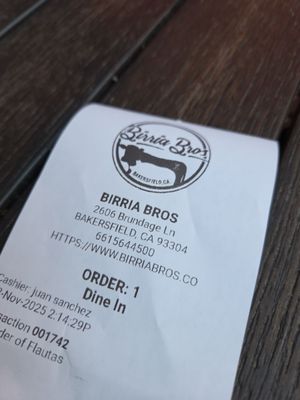 Birria Bros
BAKERSFIELD, CA
BIRRIA BROS
2606 Brundage Ln
BAKERSFIELD, CA 93304
6615644500
HTTPS://WWW.BIRRIABROS.CO
ORDER: 1
Dine In
Cashier: juan sanchez
-Nov-2025 2:14:29P
saction 001742
der of Flautas